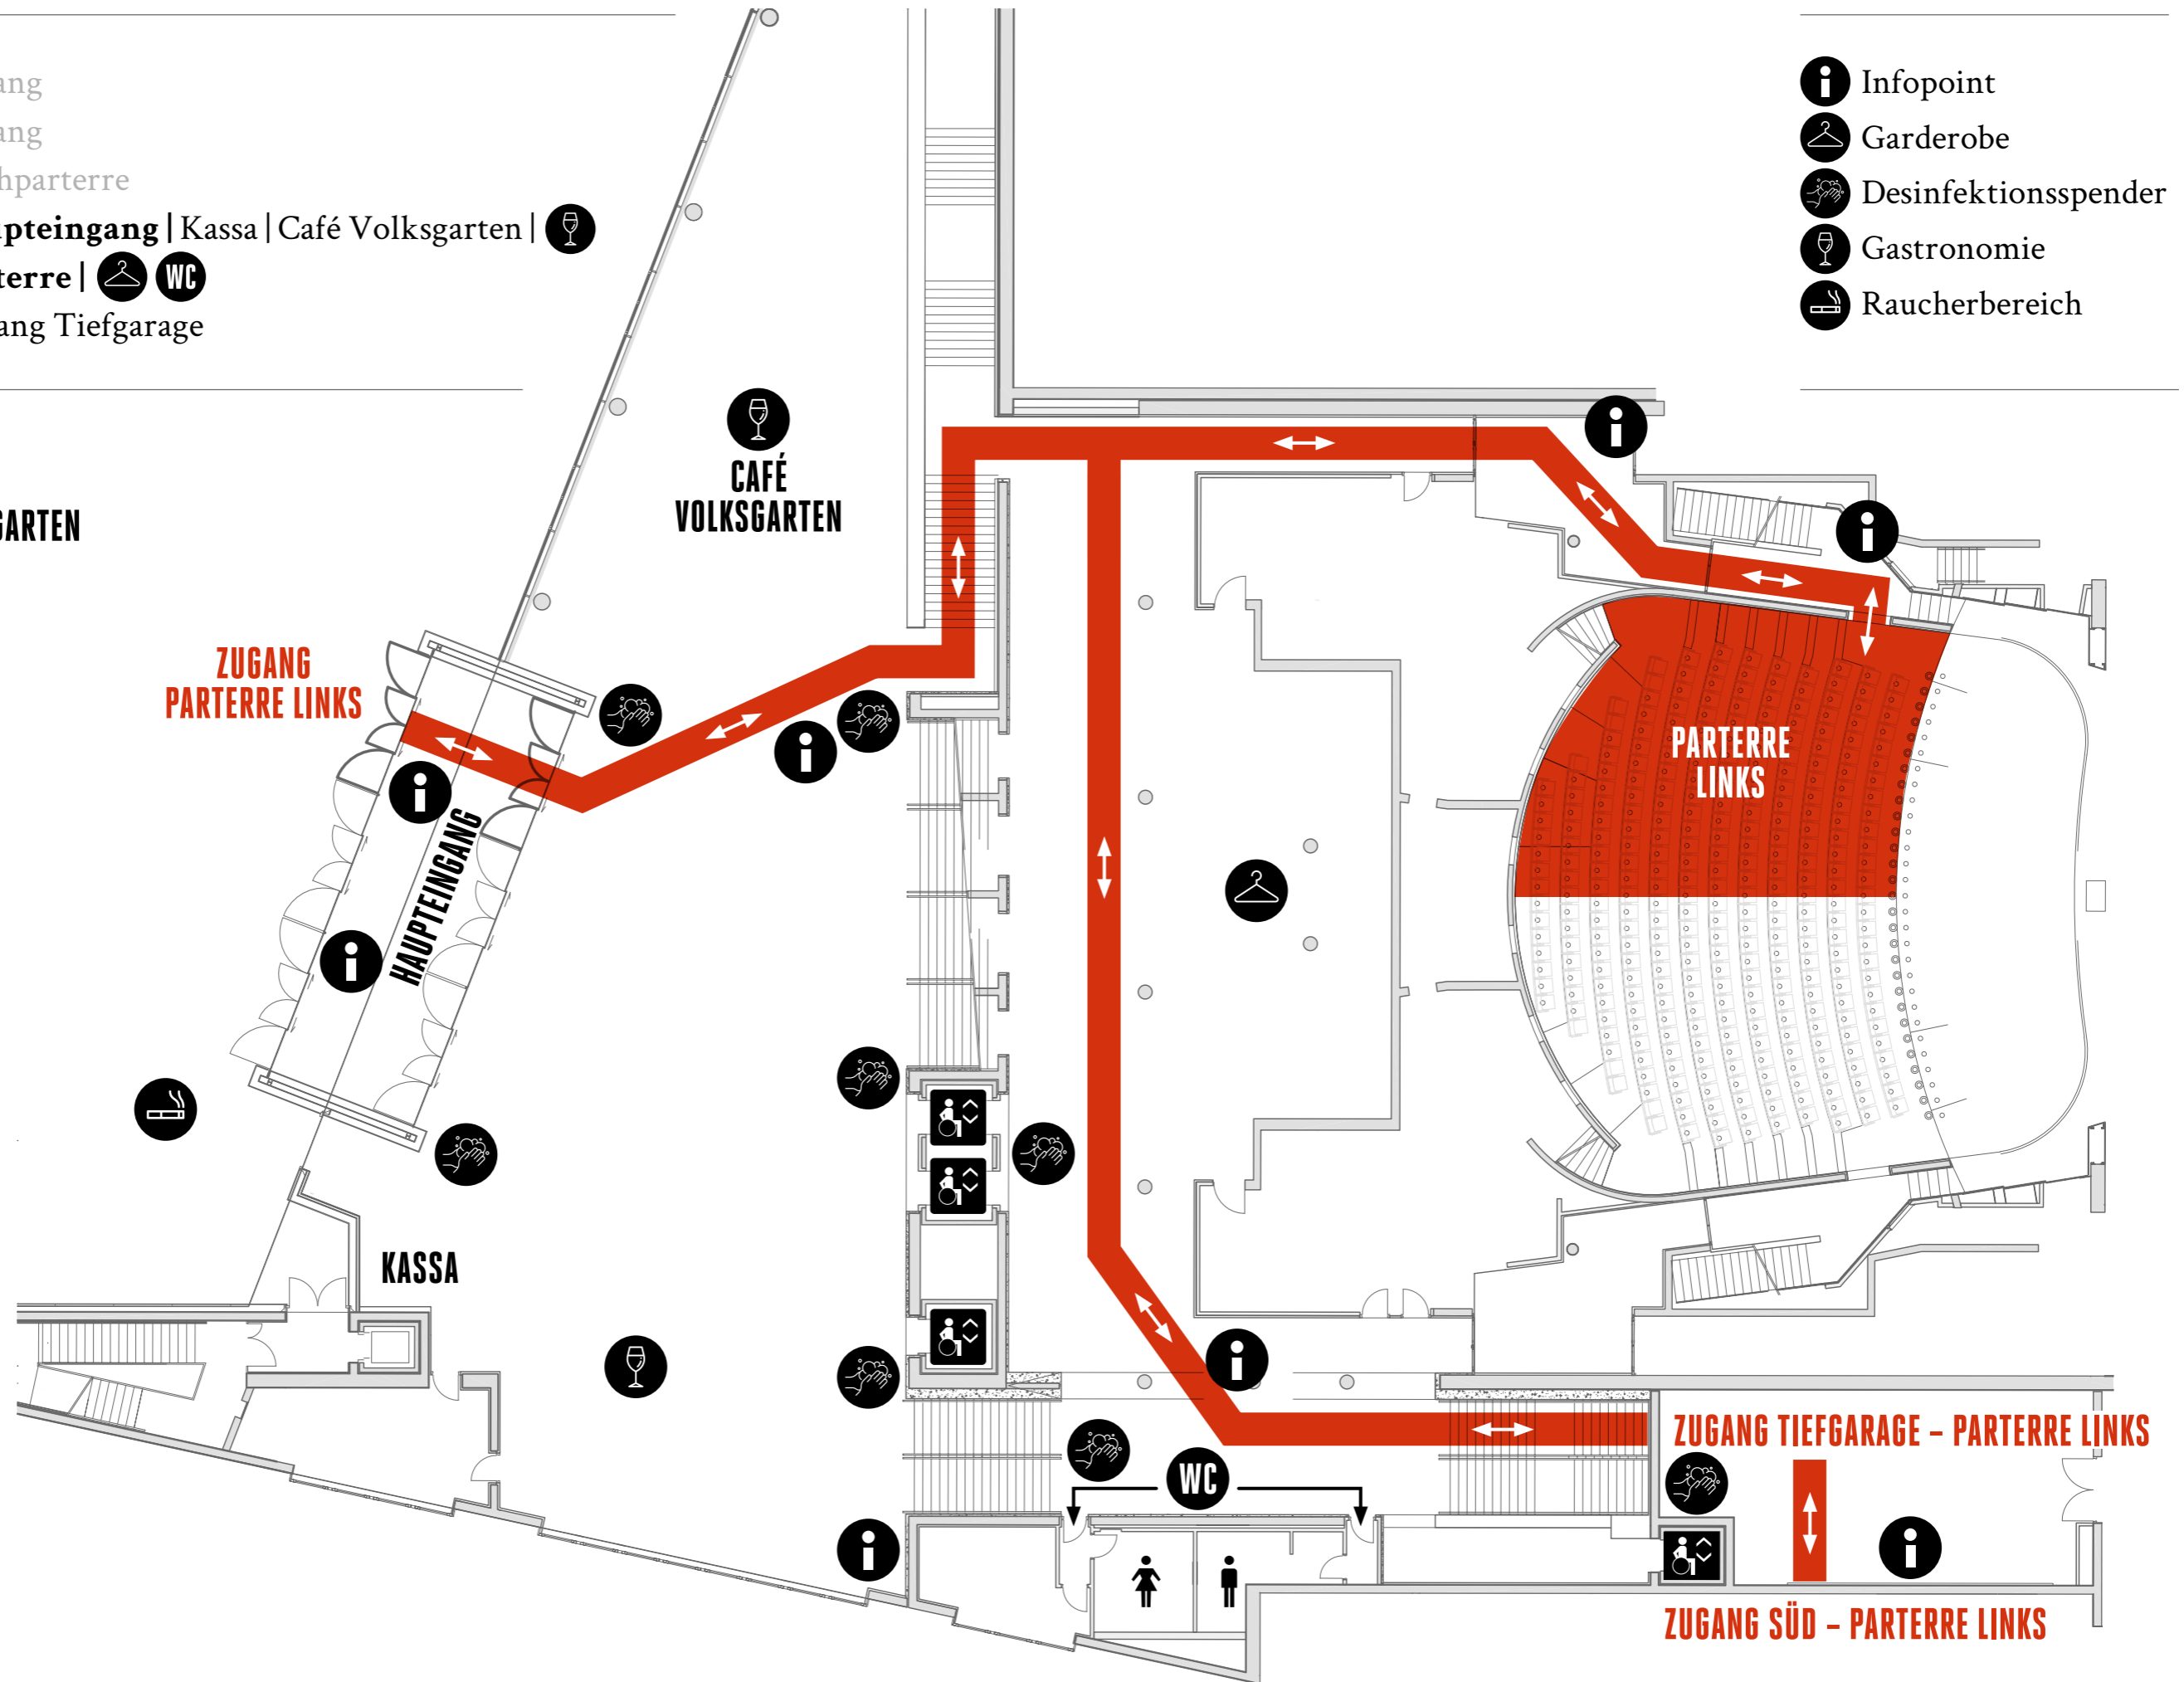 ang
ang
hparterre
pteingang | Kassa | Café Volksgarten |
terre | WC
ang Tiefgarage
Infopoint
Garderobe
Desinfektionsspender
Gastronomie
Raucherbereich
GARTEN
CAFÉ
VOLKSGARTEN
ZUGANG
PARTERRE LINKS
HAUPTEINGANG
PARTERRE
LINKS
KASSA
WC
ZUGANG TIEFGARAGE – PARTERRE LINKS
ZUGANG SÜD – PARTERRE LINKS